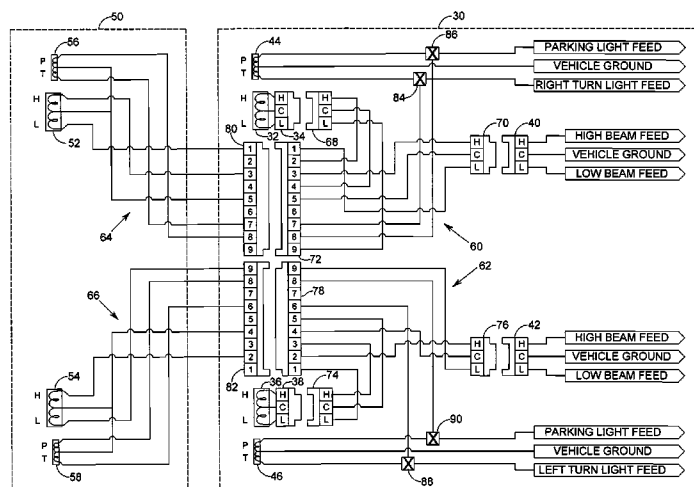 50
30
56
44
86
P
T
P
T
PARKING LIGHT FEED
VEHICLE GROUND
RIGHT TURN LIGHT FEED
84
H
L
52
H
L
H
C
L
H
C
L
32
34
68
80
1
2
3
4
5
6
7
8
9
1
2
3
4
5
6
7
8
9
72
70
40
H
C
L
H
C
L
HIGH BEAM FEED
VEHICLE GROUND
LOW BEAM FEED
64
60
66
62
9
8
7
6
5
4
3
2
1
82
9
8
7
6
5
4
3
2
1
78
76
42
H
C
L
H
C
L
HIGH BEAM FEED
VEHICLE GROUND
LOW BEAM FEED
54
H
L
36
38
74
H
L
H
C
L
H
C
L
P
T
58
P
T
46
90
88
PARKING LIGHT FEED
VEHICLE GROUND
LEFT TURN LIGHT FEED